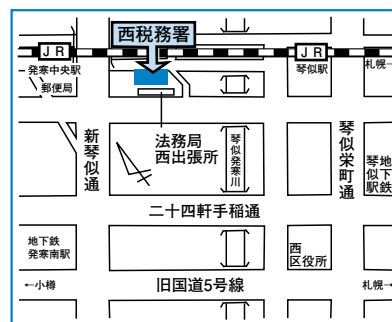 西税務署
JR
JR
発寒中央駅
琴似駅
札幌→
郵便局
新琴似通
法務局
西出張所
琴似発寒川
琴似栄町通
地下鉄
琴似駅
二十四軒手稲通
地下鉄
発寒南駅
西
区役所
←小樽
旧国道5号線
札幌→